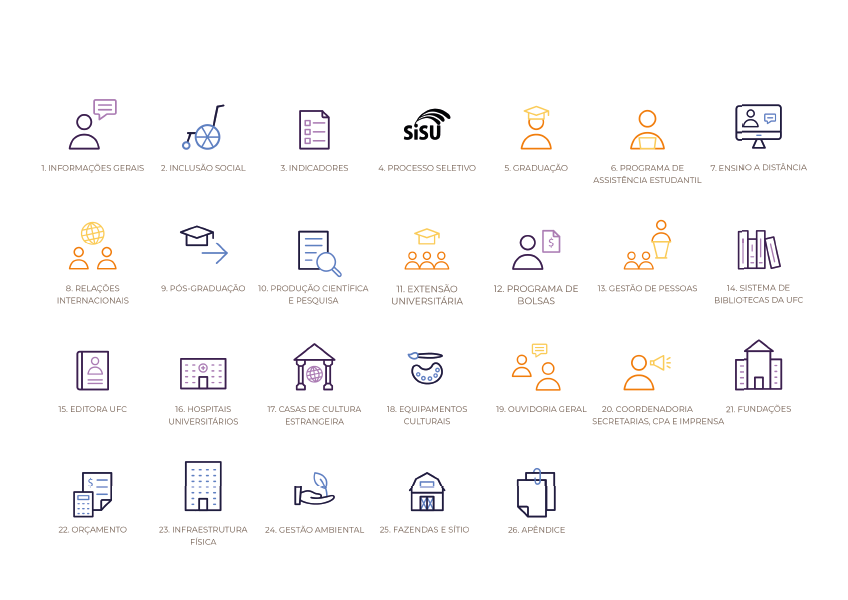 SiSU
1. INFORMAÇÕES GERAIS
2. INCLUSÃO SOCIAL
3. INDICADORES
4. PROCESSO SELETIVO
5. GRADUAÇÃO
6. PROGRAMA DE
ASSISTÊNCIA ESTUDANTIL
7. ENSINO A DISTÂNCIA
$
8. RELAÇÕES
INTERNACIONAIS
9. PÓS-GRADUAÇÃO
10. PRODUÇÃO CIENTÍFICA
E PESQUISA
11. EXTENSÃO
UNIVERSITÁRIA
12. PROGRAMA DE
BOLSAS
13. GESTÃO DE PESSOAS
14. SISTEMA DE
BIBLIOTECAS DA UFC
15. EDITORA UFC
16. HOSPITAIS
UNIVERSITÁRIOS
17. CASAS DE CULTURA
ESTRANGEIRA
18. EQUIPAMENTOS
CULTURAIS
19. OUVIDORIA GERAL
20. COORDENADORIA
SECRETARIAS, CPA E IMPRENSA
21. FUNDAÇÕES
$
22. ORÇAMENTO
23. INFRAESTRUTURA
FÍSICA
24. GESTÃO AMBIENTAL
25. FAZENDAS E SÍTIO
26. APÊNDICE